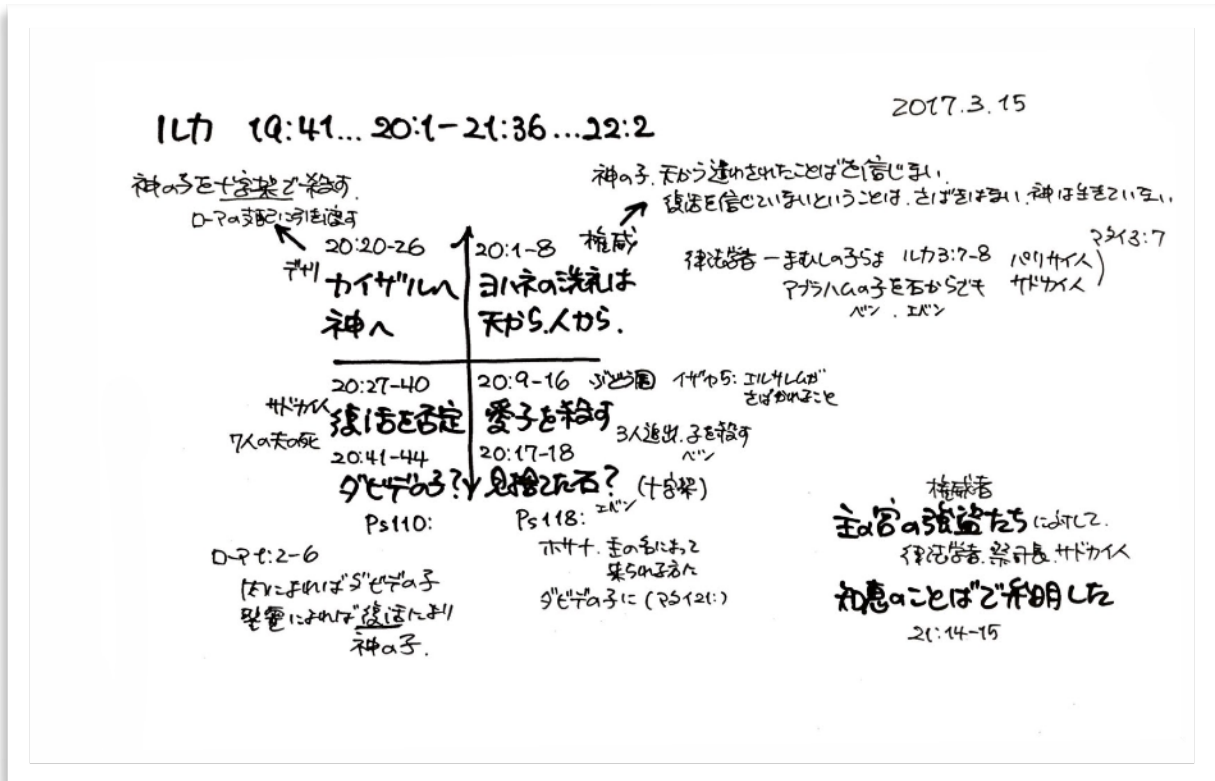 2017.3.15
ルカ 19:41... 20:1-21:36...22:2
神の子を十字架で殺す.
ローマの支配に引き渡す
神の子.天から遣わされたことばを信じない.
復活を信じていないということは.さばきはない.神は生きていない.
権威
20:20-26
デナリ
カイザルへ
神へ
20:1-8
ヨハネの洗礼は
天から.人から.
律法学者 ーまむしの子らよ ルカ3:7-8 パリサイ人
サドカイ人
マタイ3:7
アブラハムの子を石からでも
ベン . エベン
20:27-40
サドカイ人
復活を否定
7人の夫の死
20:41-44
ダビデの子?
Ps110:
20:9-16 ぶどう園 イザヤ5: エルサレムが
さばかれること
愛子を殺す
3人追出.子を殺す
ベン
20:17-18
見捨てた石? (十字架)
エベン
Ps118:
ホサナ.主の名によって
来られる方に
ダビデの子に (マタイ21:)
ローマ1:2-6
肉によればダビデの子
聖霊によれば復活により
神の子.
権威者
主の宮の強盗たち に対して.
律法学者.祭司長.サドカイ人
知恵のことばで弁明した
21:14-15